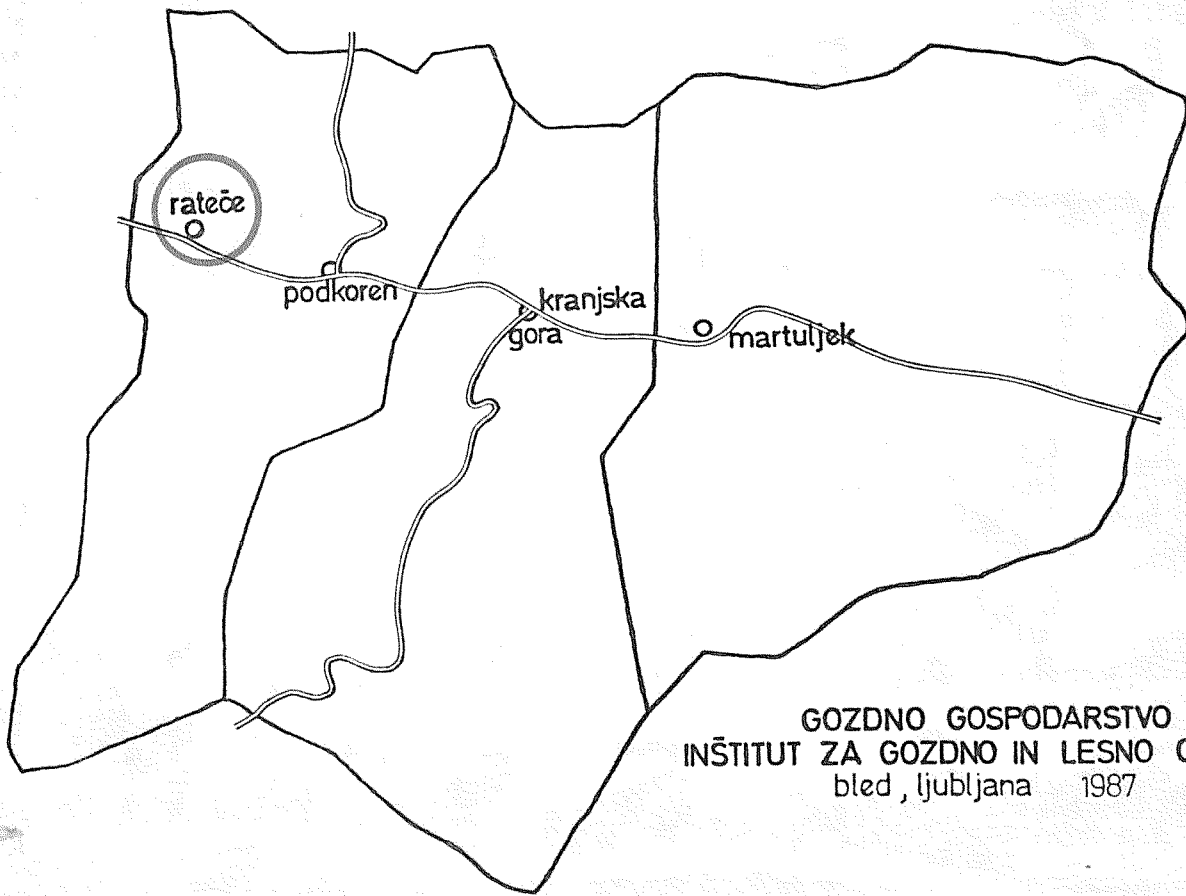 rateče
podkoren
kranjska
gora
martuljek
GOZDNO GOSPODARSTVO
INŠTITUT ZA GOZDNO IN LESNO
bled, ljubljana 1987